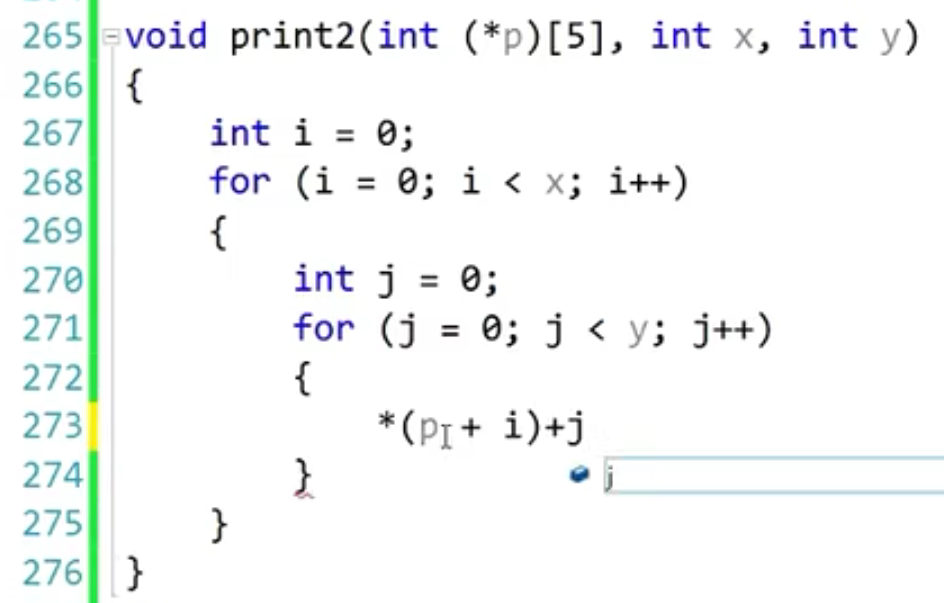 265 void print2(int (*p)[5], int x, int y)
266 {
267 int i = 0;
268 for (i = 0; i < x; i++)
269 {
270 int j = 0;
271 for (j = 0; j < y; j++)
272 {
273 *(p + i)+j
274 }
j
275 }
276 }